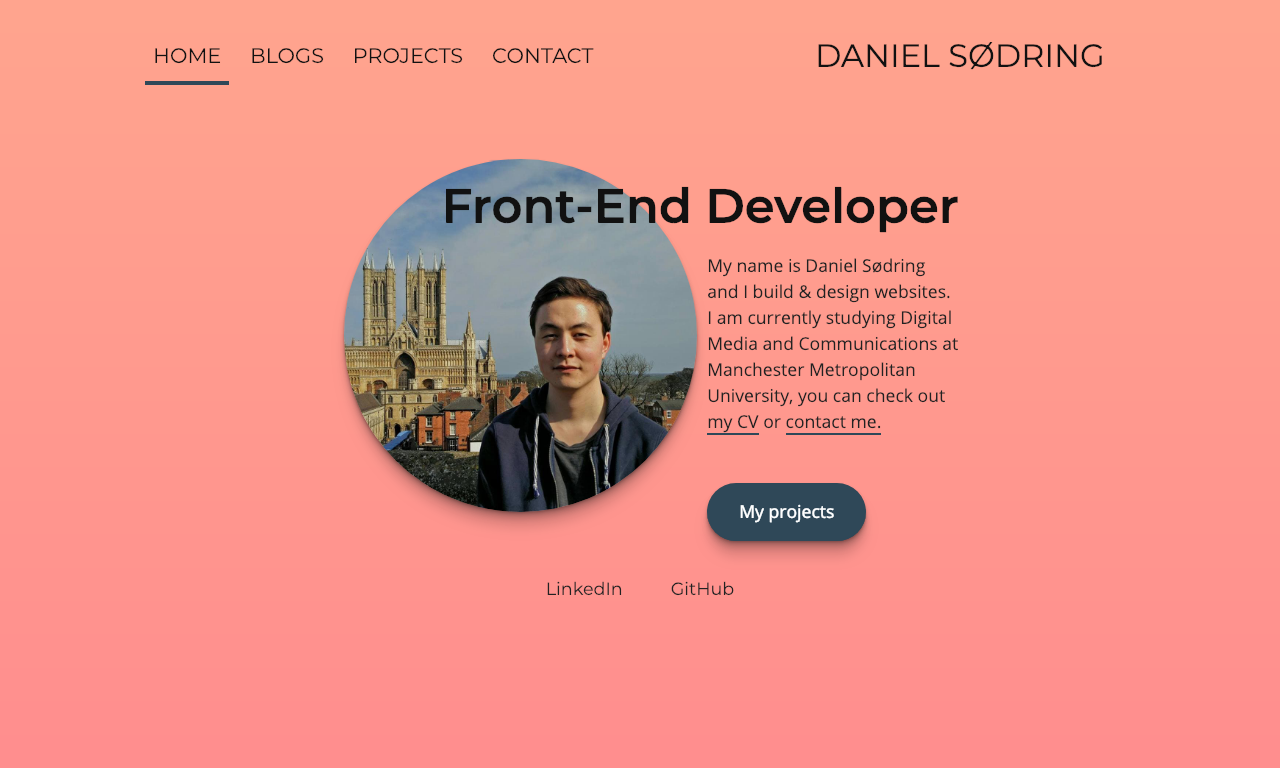 HOME BLOGS PROJECTS CONTACT DANIEL SØDRING
Front-End Developer
My name is Daniel Sødring
and I build & design websites.
I am currently studying Digital
Media and Communications at
Manchester Metropolitan
University, you can check out
my CV or contact me.
My projects
LinkedIn GitHub